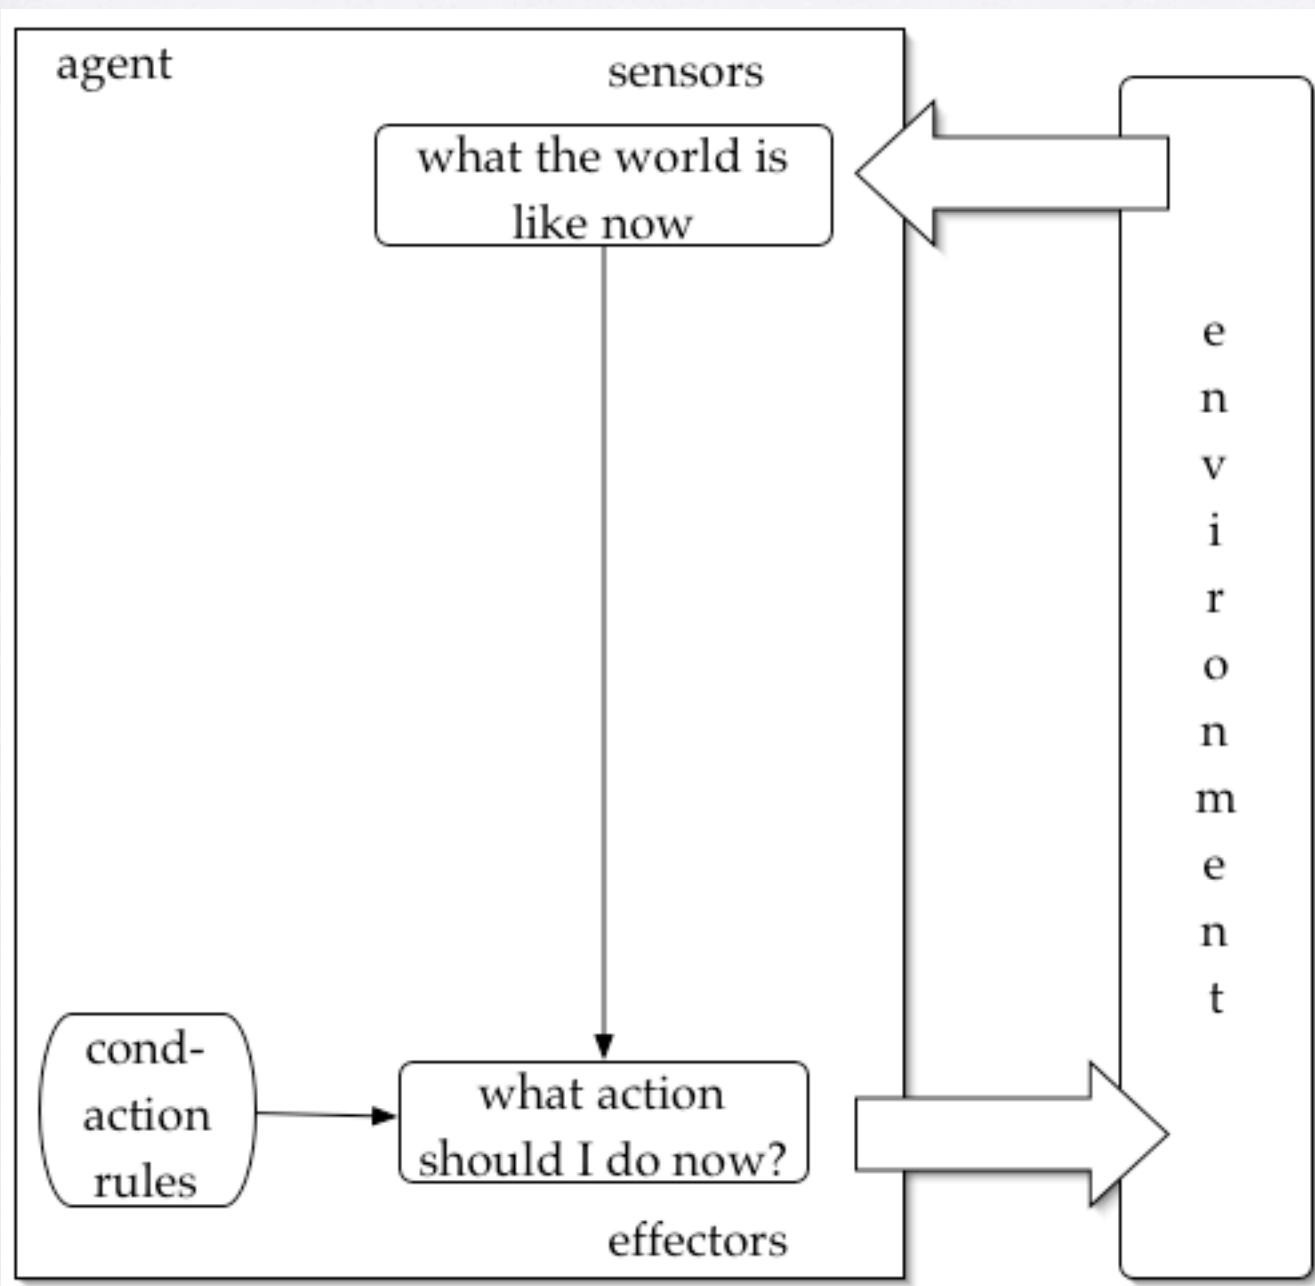 agent
sensors
what the world is
like now
e
n
v
i
r
o
n
m
e
n
t
cond-
action
rules
what action
should I do now?
effectors